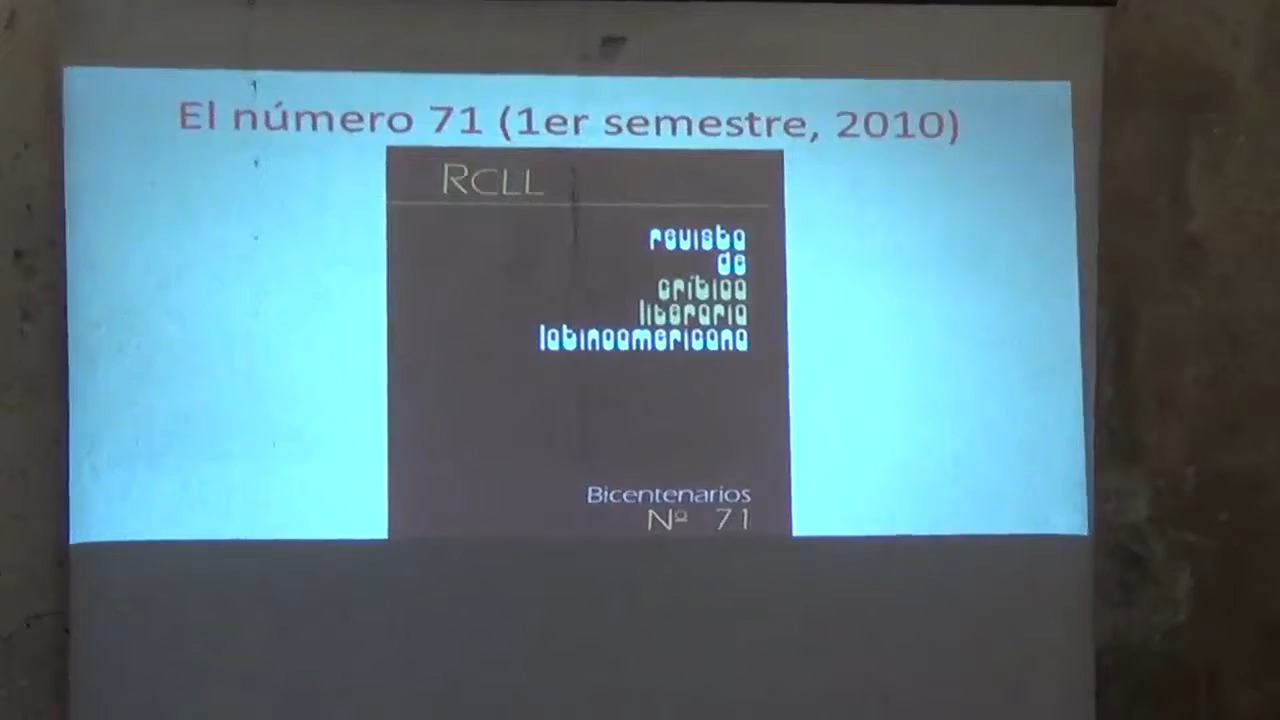 El número 71 (1er semestre, 2010)
RCLL
revista
de
crítica
literaria
latinoamericana
Bicentenarios
Nº 71